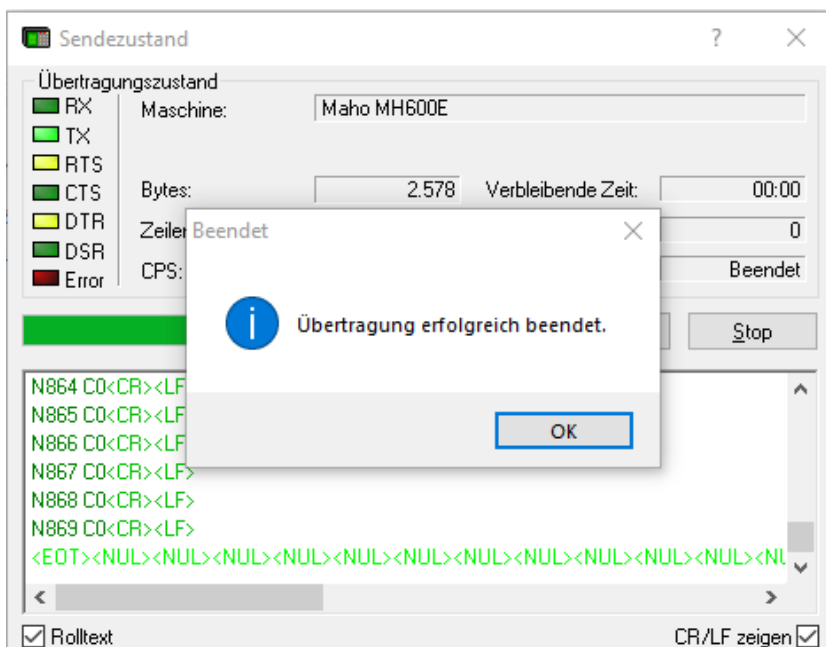 Sendezustand
Übertragungszustand
RX
Maschine:
Maho MH600E
TX
RTS
CTS
Bytes:
2.578
Verbleibende Zeit:
00:00
DTR
Beendet
0
DSR
CPS:
Beendet
Error
Übertragung erfolgreich beendet.
Stop
OK
N864 C0<CR><LF
N865 C0<CR><LF
N866 C0<CR><LF
N867 C0<CR><LF>
N868 C0<CR><LF>
N869 C0<CR><LF>
<EOT><NUL><NUL><NUL><NUL><NUL><NUL><NUL><NUL><NUL><NUL><NUL>
Rolltext
CR/LF zeigen